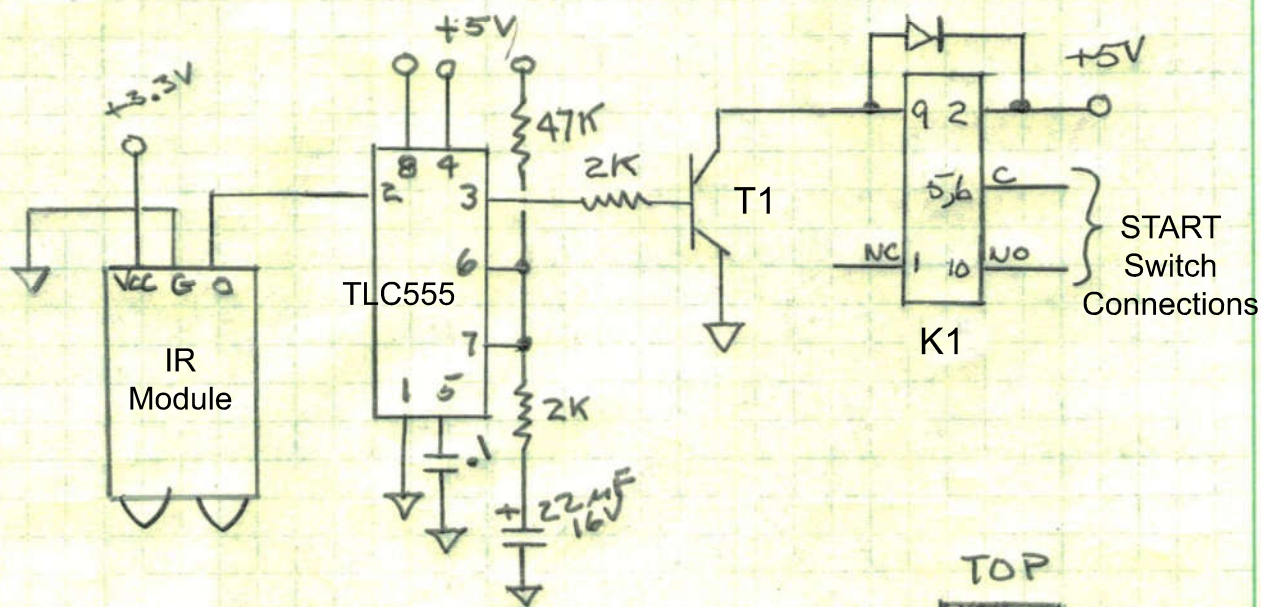 +5V
+3.3V
47K
2K
+5V
8 4
2
3
9 2
T1
5,6
C
START
Switch
Connections
NC
1
10
NO
VCC G O
6
TLC555
7
K1
IR
Module
1 5
2K
.1
+
22µF
16V
TOP